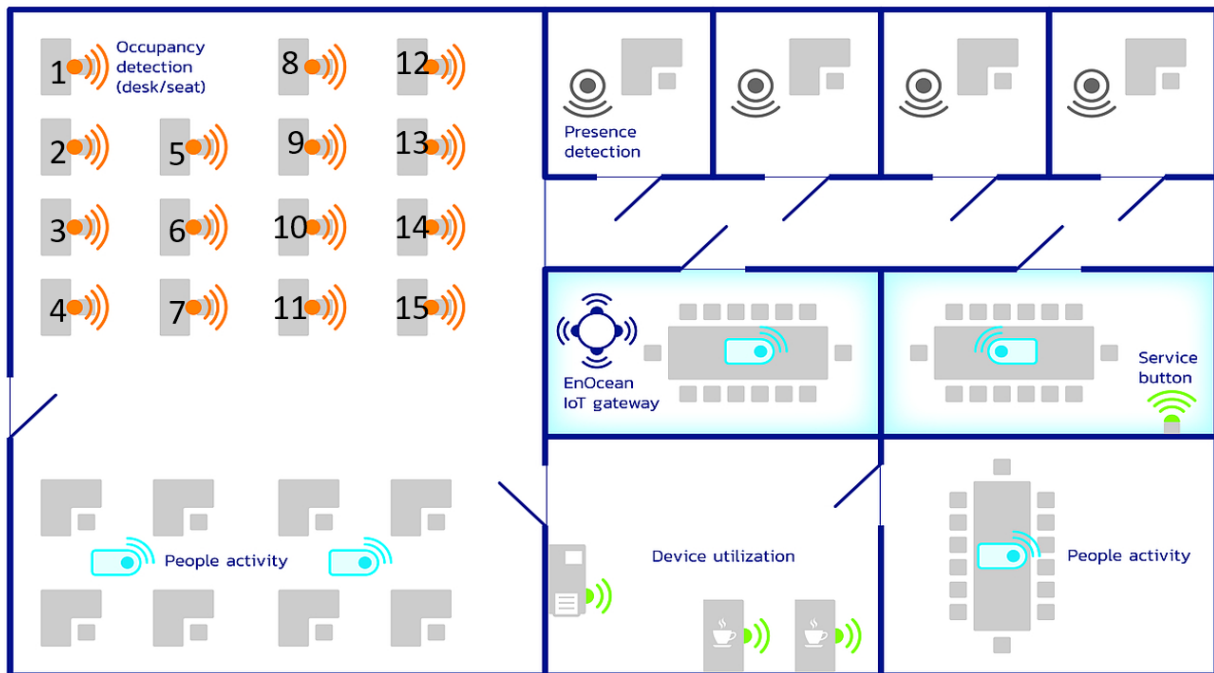 1
Occupancy
detection
(desk/seat)
8
12
2
5
9
13
3
6
10
14
4
7
11
15
Presence
detection
EnOcean
IoT gateway
Service
button
People activity
Device utilization
People activity